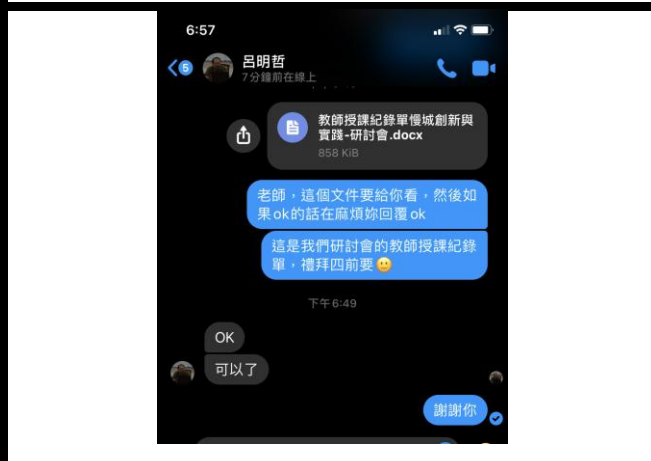 6:57
5
呂明哲
7分鐘前在線上
教師授課紀錄單慢城創新與
實踐-研討會.docx
858 KiB
老師，這個文件要給你看，然後如
果ok的話在麻煩妳回覆ok
這是我們研討會的教師授課紀錄
單，禮拜四前要
下午6:49
OK
可以了
謝謝你